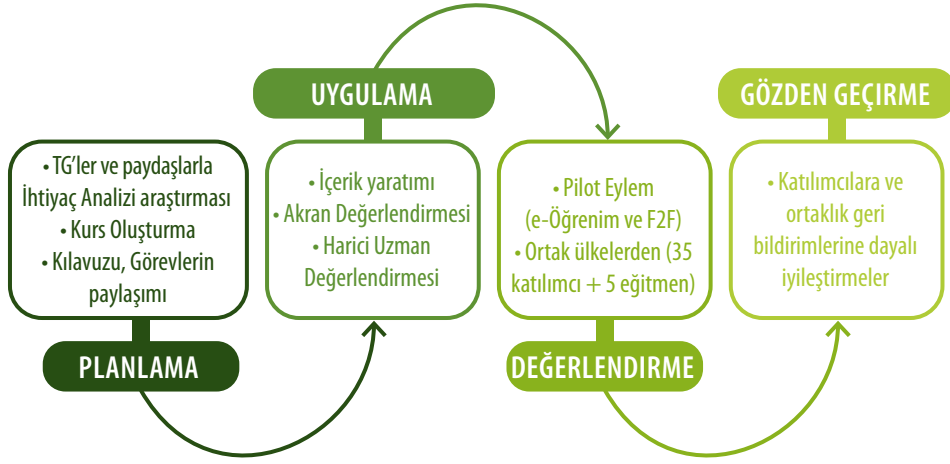 • TG'ler ve paydaşlarla
İhtiyaç Analizi araştırması
• Kurs Oluşturma
• Kılavuzu, Görevlerin
paylaşımı
PLANLAMA
UYGULAMA
• İçerik yaratımı
• Akran Değerlendirmesi
• Harici Uzman
Değerlendirmesi
• Pilot Eylem
(e-Öğrenim ve F2F)
• Ortak ülkelerden (35
katılımcı + 5 eğitmen)
DEĞERLENDIRME
GÖZDEN GEÇIRME
• Katılımcılara ve
ortaklık geri
bildirimlerine dayalı
iyileştirmeler